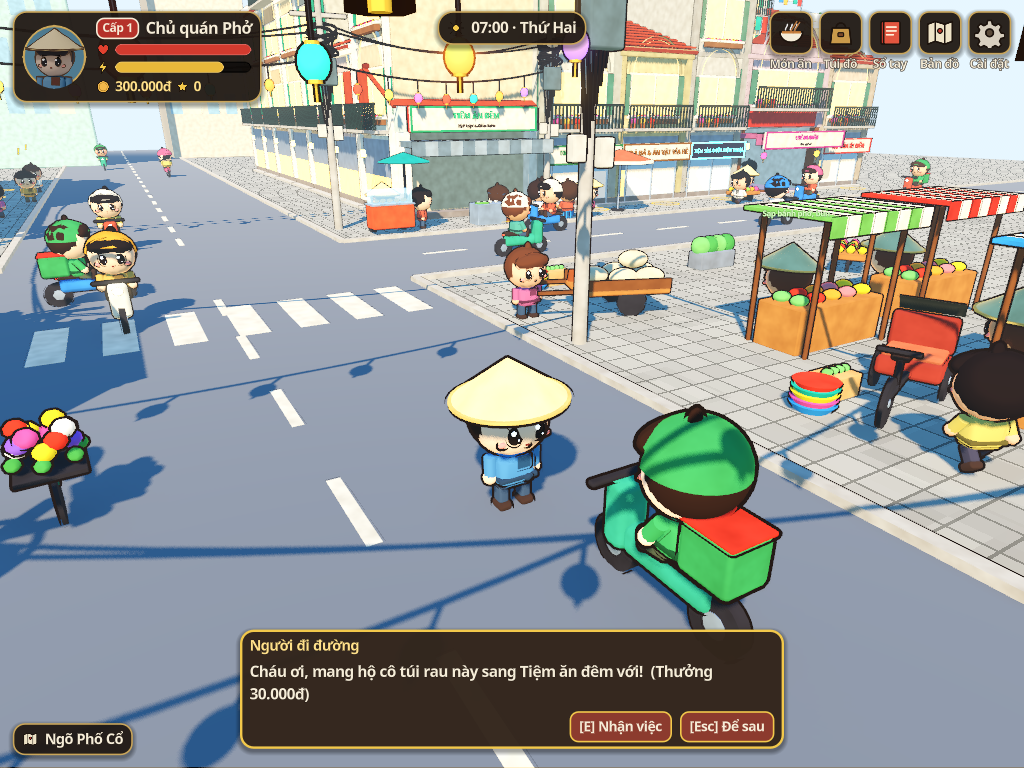 Cấp 1 Chủ quán Phở
300.000đ 0
07:00 · Thứ Hai
Món ăn Túi đồ Sổ tay Bản đồ Cài đặt
Người đi đường
Cháu ơi, mang hộ cô túi rau này sang Tiệm ăn đêm với! (Thưởng
30.000đ)
[E] Nhận việc [Esc] Để sau
Ngõ Phố Cổ